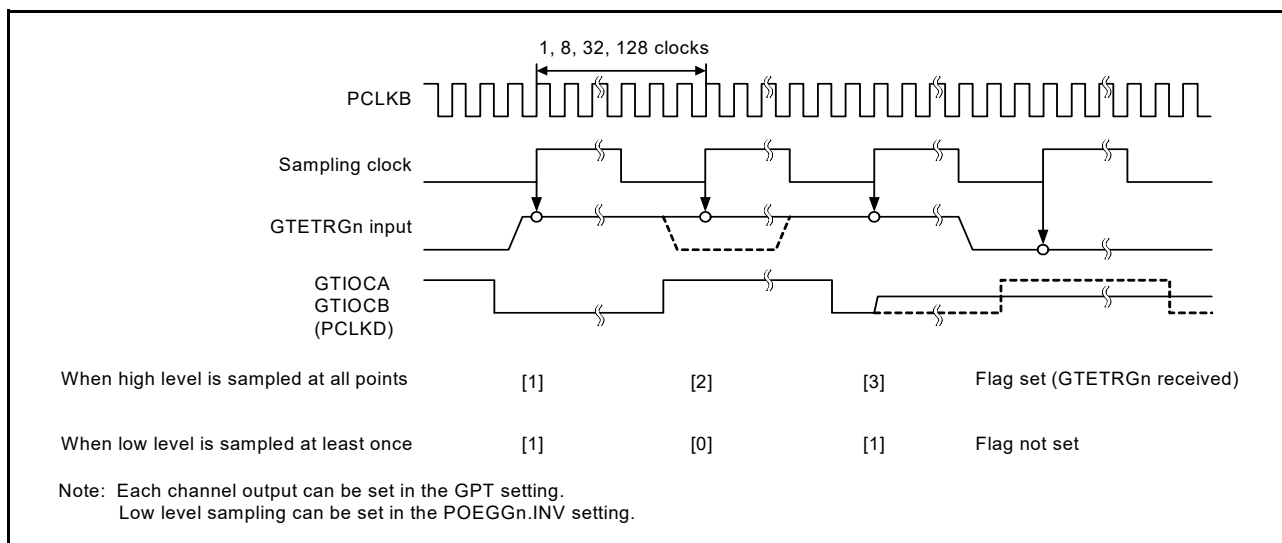 1, 8, 32, 128 clocks
PCLKB
Sampling clock
GTETRGn input
GTIOCA
GTIOCB
(PCLKD)
When high level is sampled at all points [1] [2] [3] Flag set (GTETRGn received)
When low level is sampled at least once [1] [0] [1] Flag not set
Note: Each channel output can be set in the GPT setting.
Low level sampling can be set in the POEGGn.INV setting.